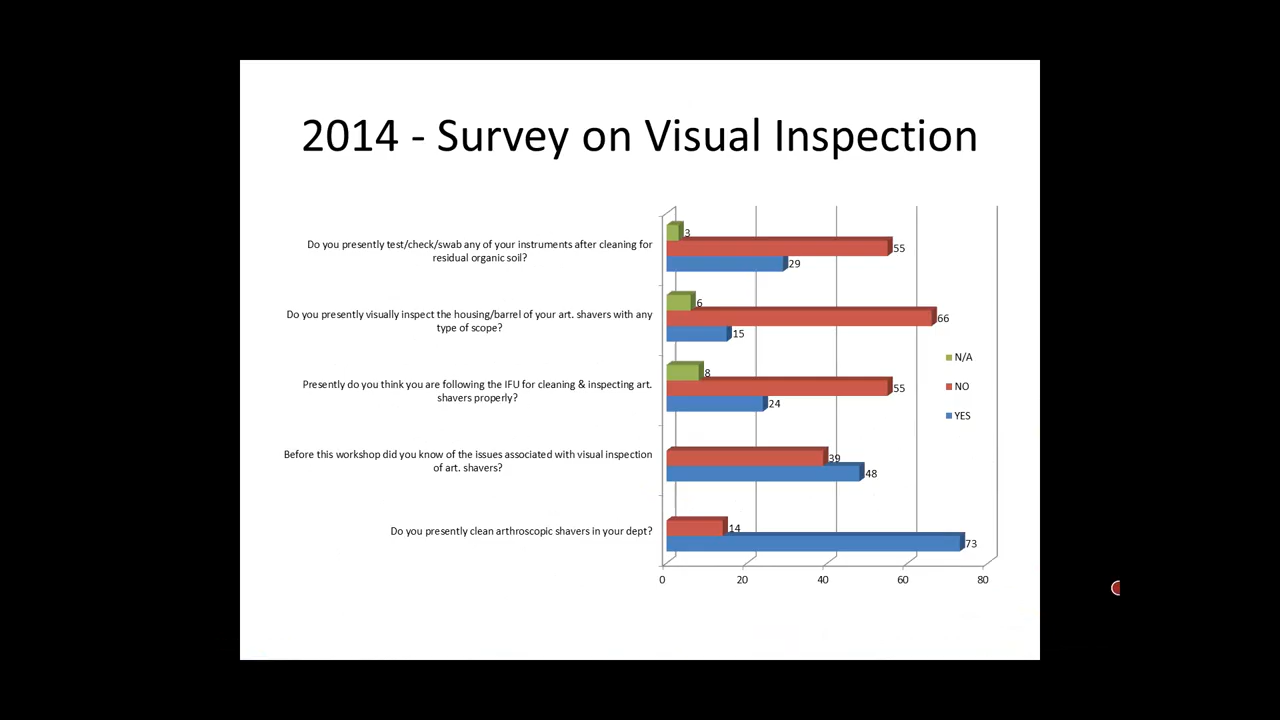 2014 - Survey on Visual Inspection
Do you presently test/check/swab any of your instruments after cleaning for
residual organic soil?
3
55
29
Do you presently visually inspect the housing/barrel of your art. shavers with any
type of scope?
6
66
15
Presently do you think you are following the IFU for cleaning & inspecting art.
shavers properly?
8
55
24
Before this workshop did you know of the issues associated with visual inspection
of art. shavers?
39
48
Do you presently clean arthroscopic shavers in your dept?
14
73
N/A
NO
YES
0 20 40 60 80